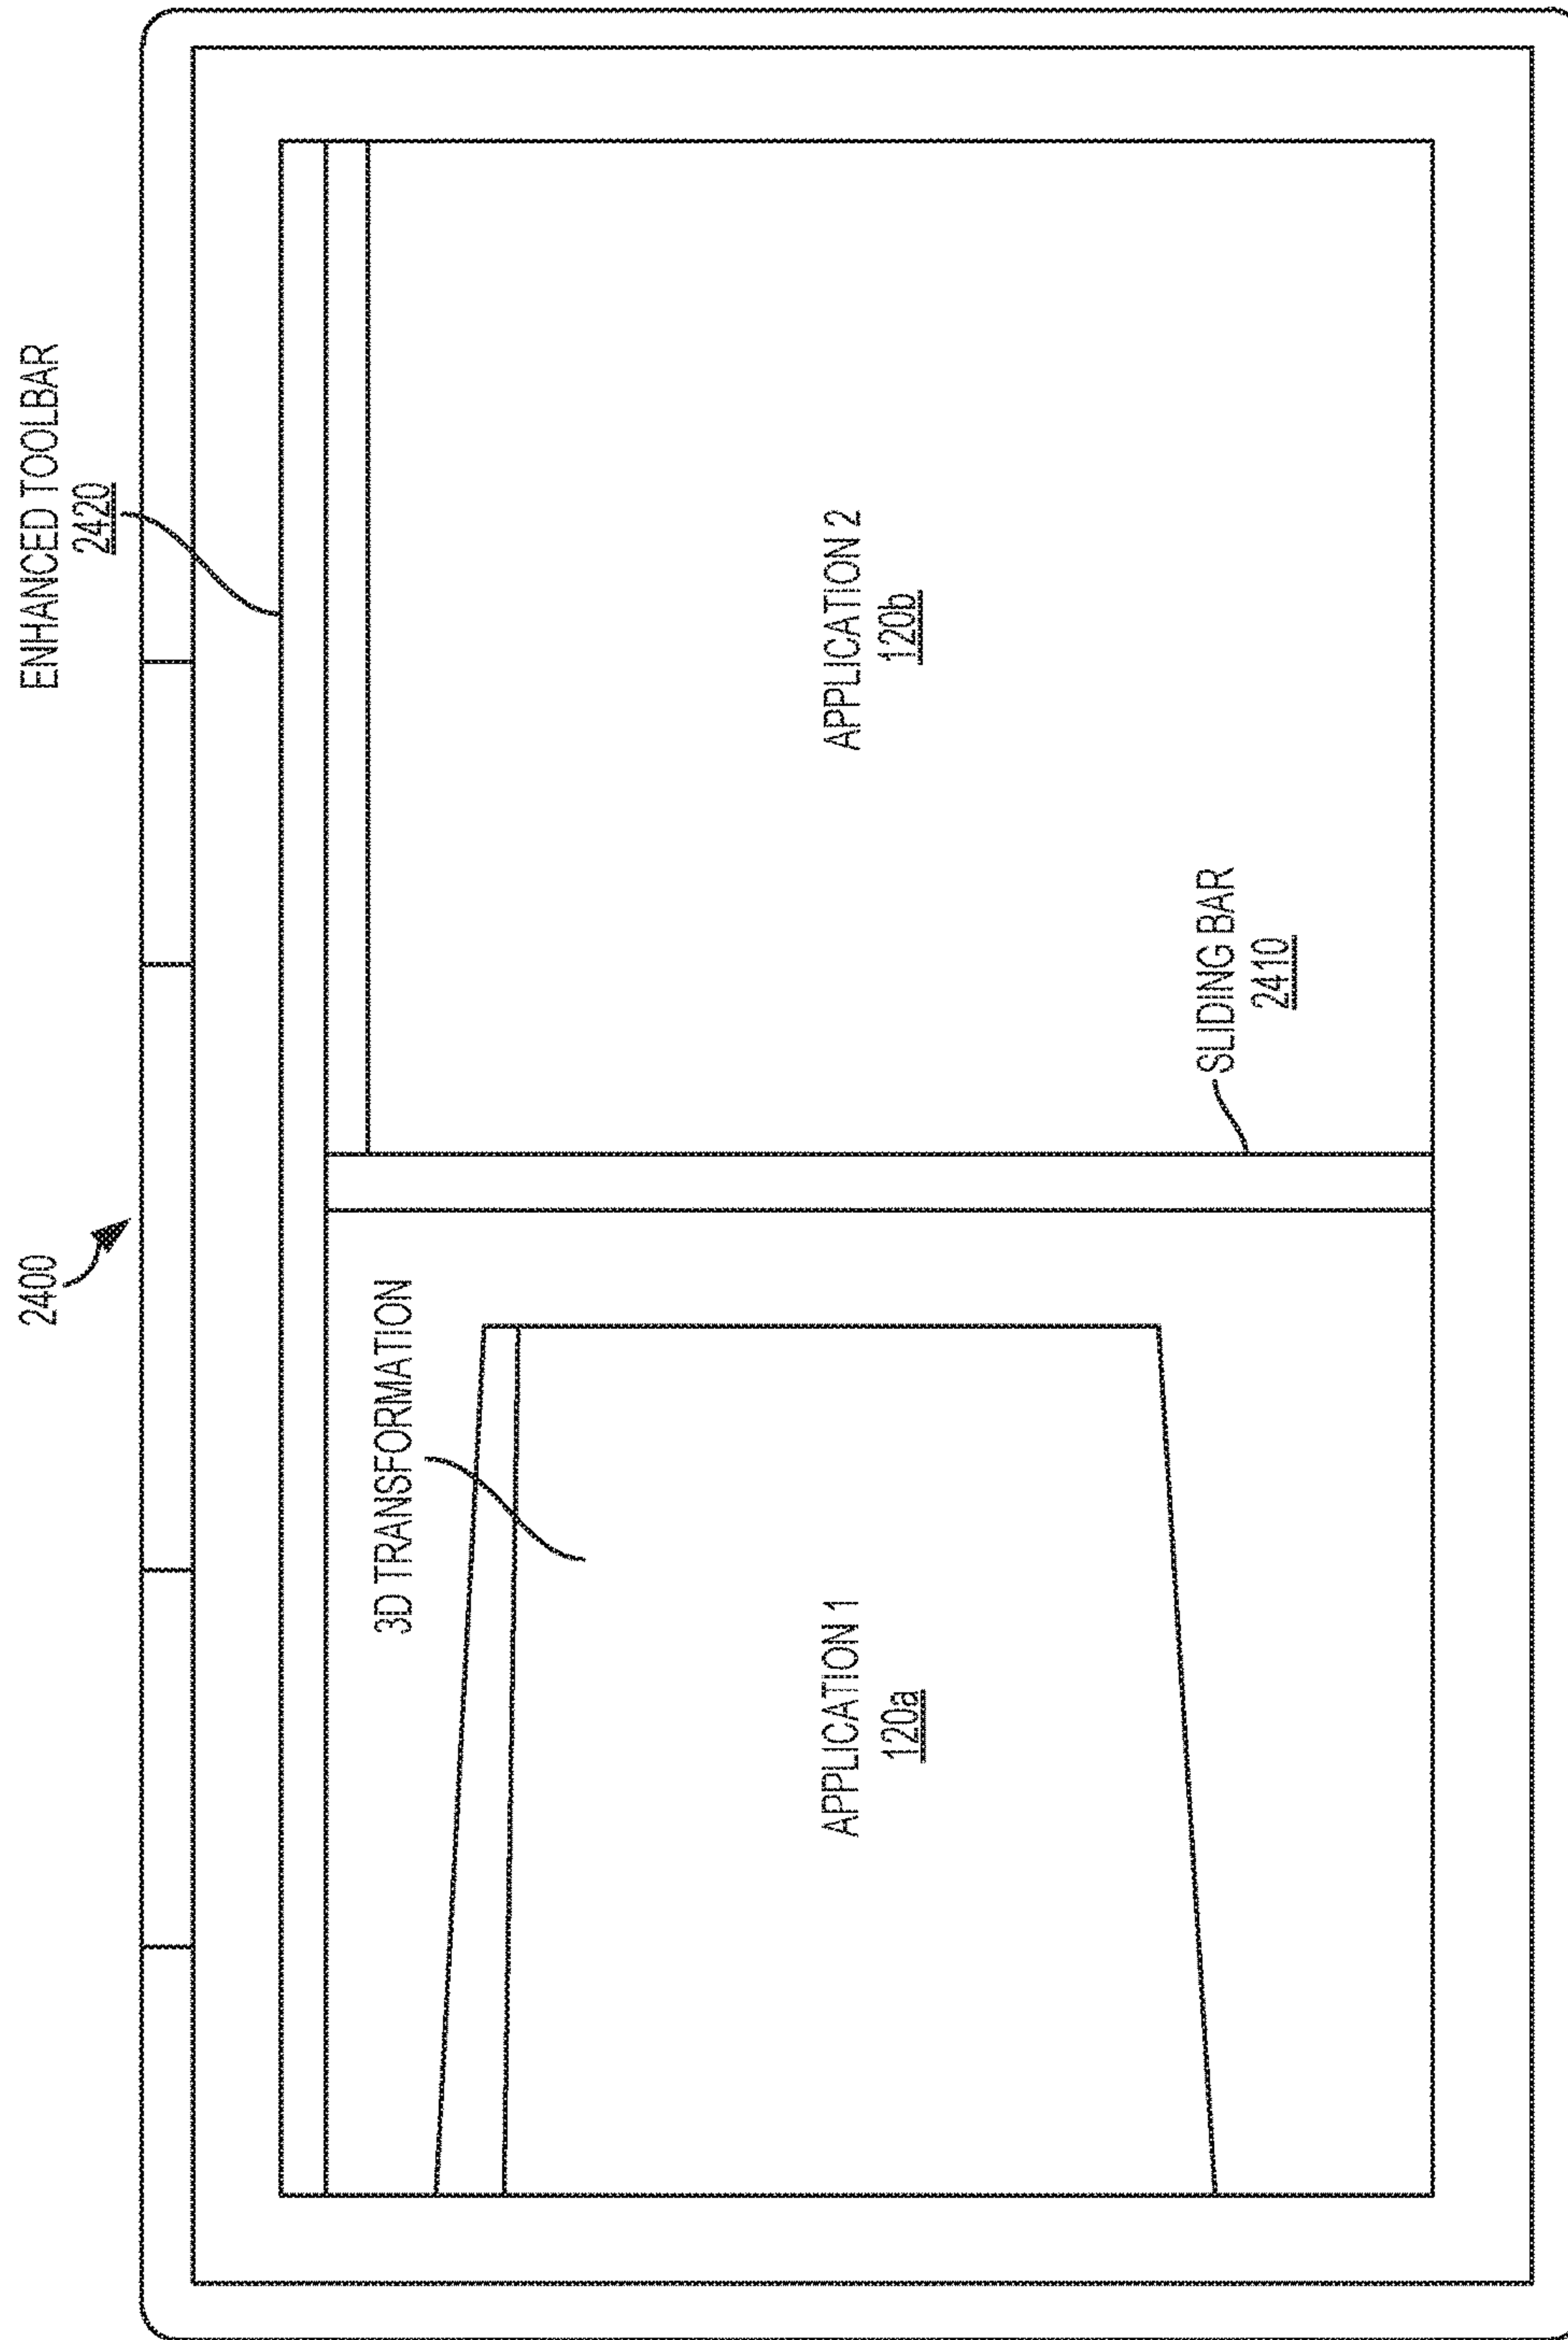 2400
ENHANCED TOOLBAR
2420
3D TRANSFORMATION
APPLICATION 1
120a
APPLICATION 2
120b
SLIDING BAR
2410